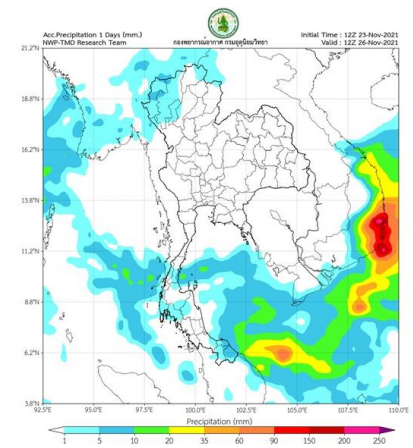 Acc.Precipitation 1 Days (mm.)
NWP-TMD Research Team
กองพยากรณ์อากาศ กรมอุตุนิยมวิทยา
Initial Time : 12Z 23-Nov-2021
Valid : 12Z 26-Nov-2021
21.2°N
18.8°N
16.2°N
13.8°N
11.2°N
8.8°N
6.2°N
3.8°N
92.5°E 95.0°E 97.5°E 100.0°E 102.5°E 105.0°E 107.5°E 110.0°E
Precipitation (mm)
1 5 10 20 35 60 90 150 200 250